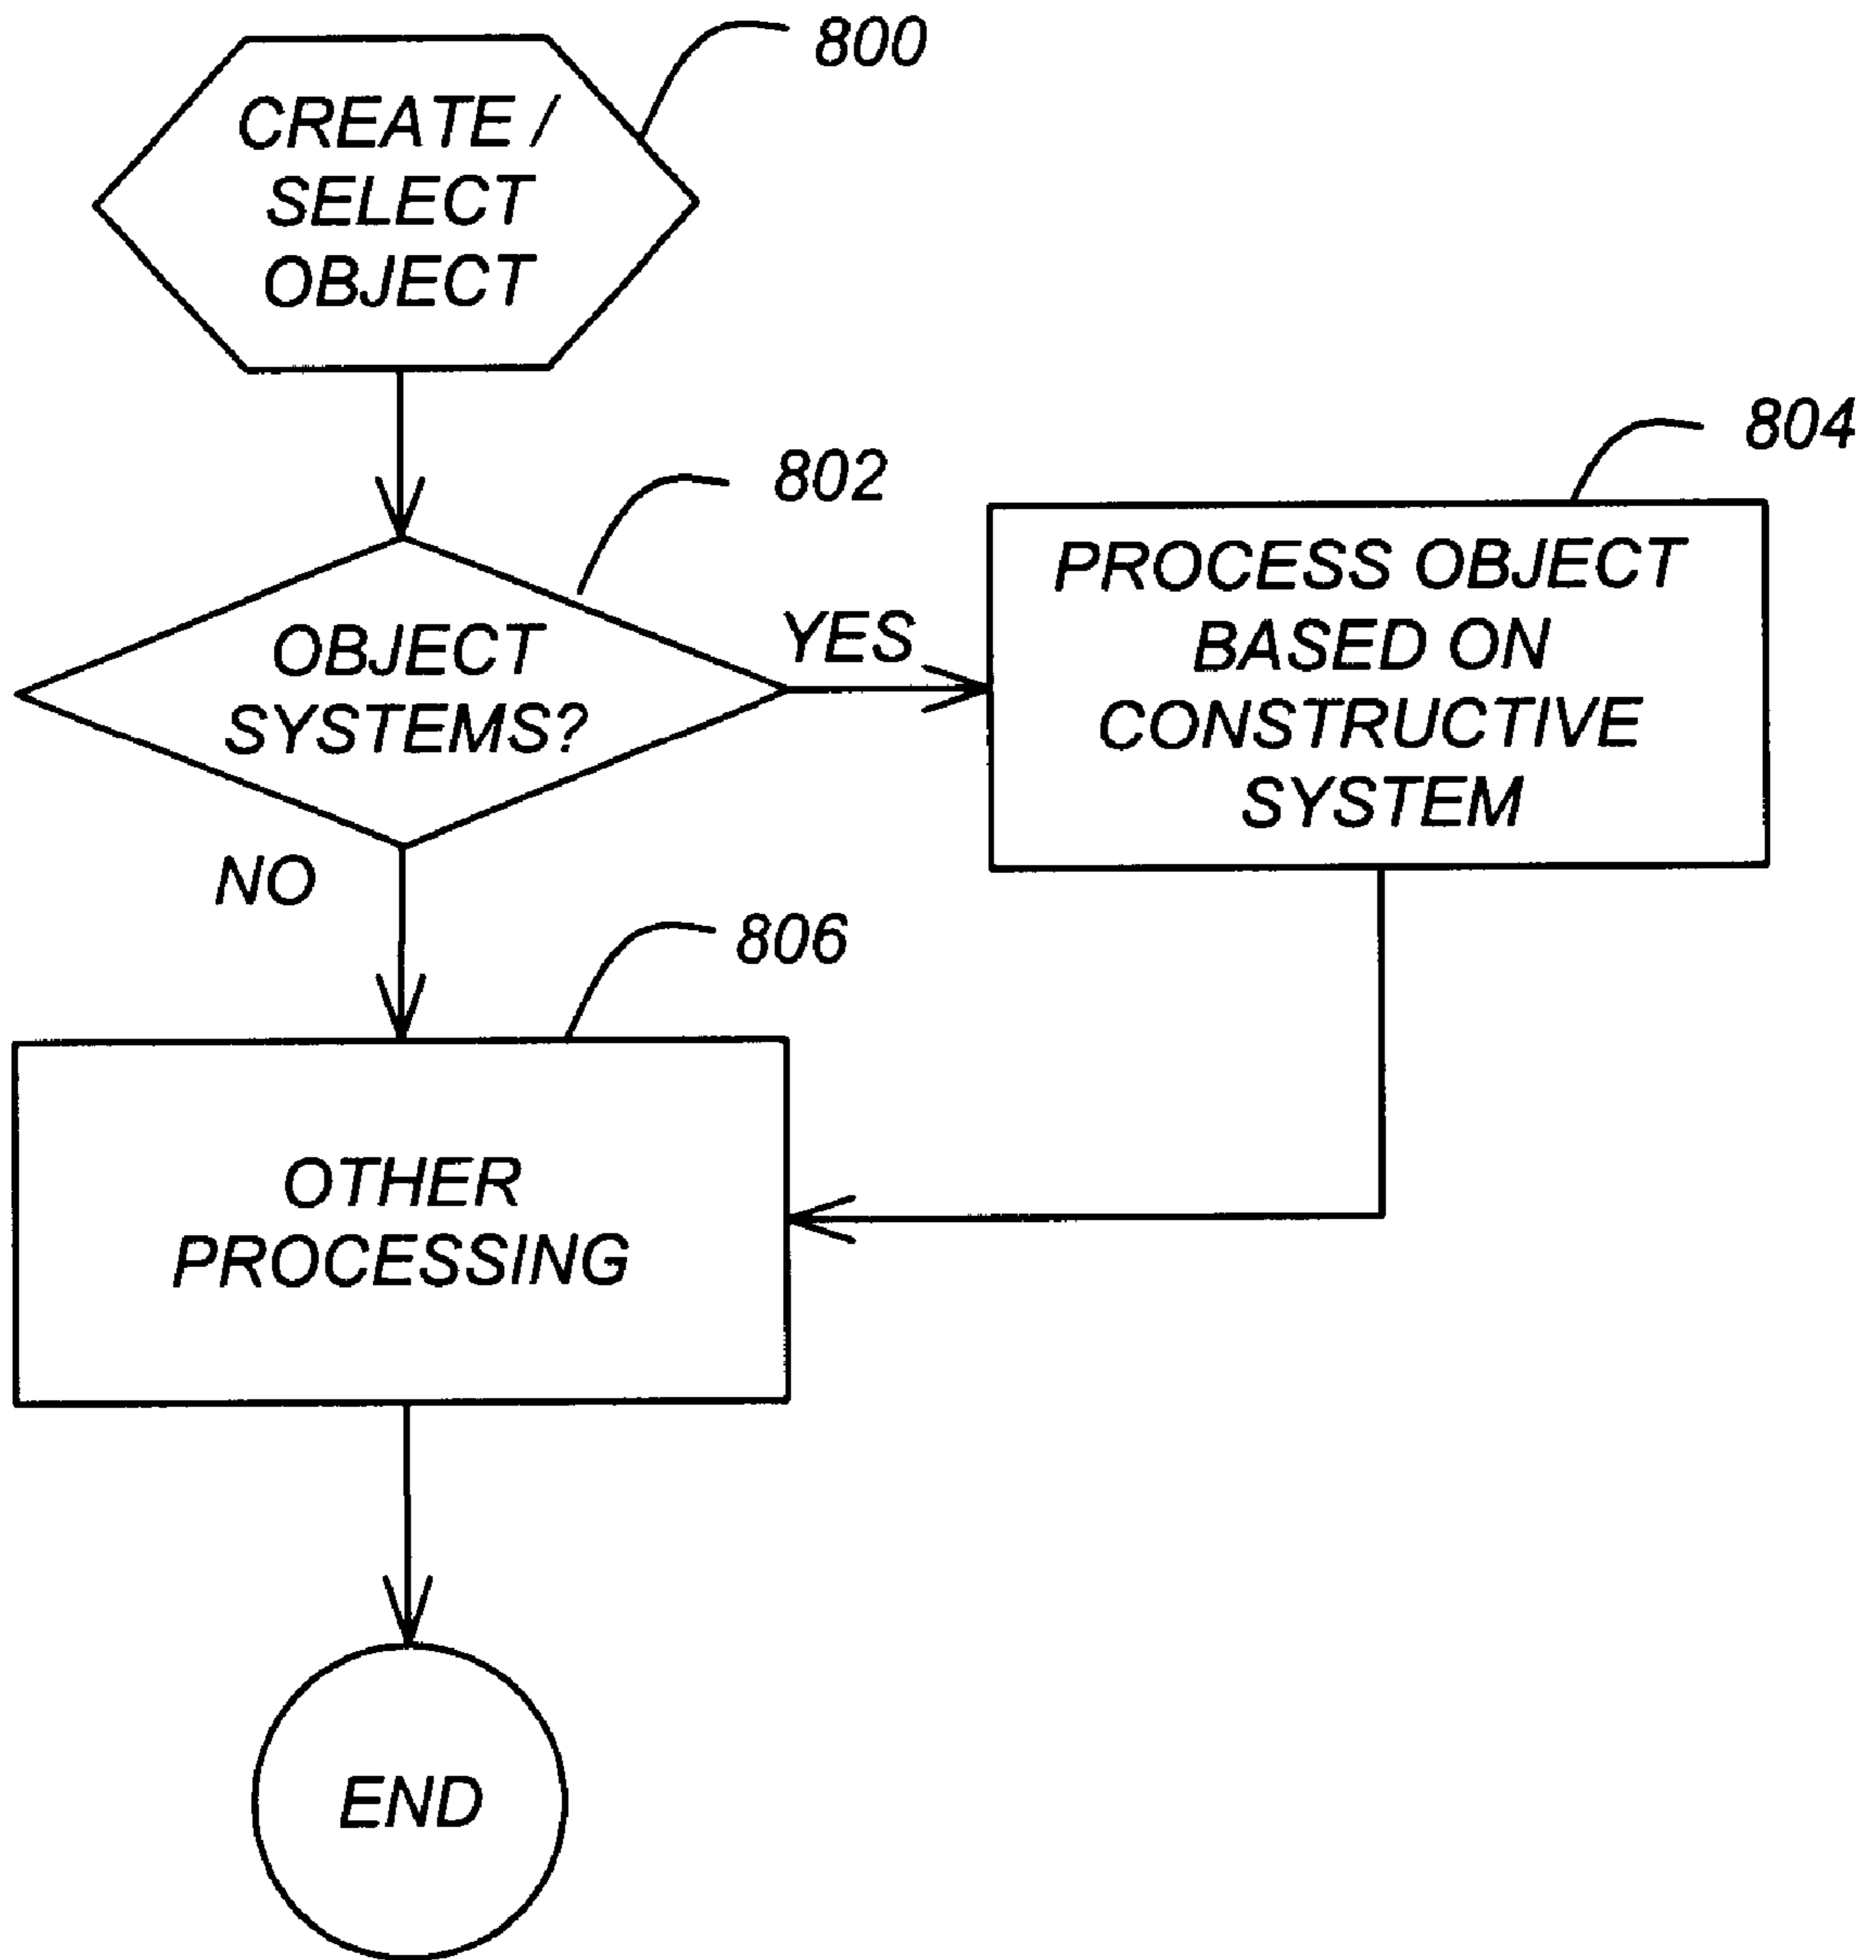 800
CREATE /
SELECT
OBJECT
802
OBJECT
SYSTEMS?
YES
804
PROCESS OBJECT
BASED ON
CONSTRUCTIVE
SYSTEM
NO
806
OTHER
PROCESSING
END